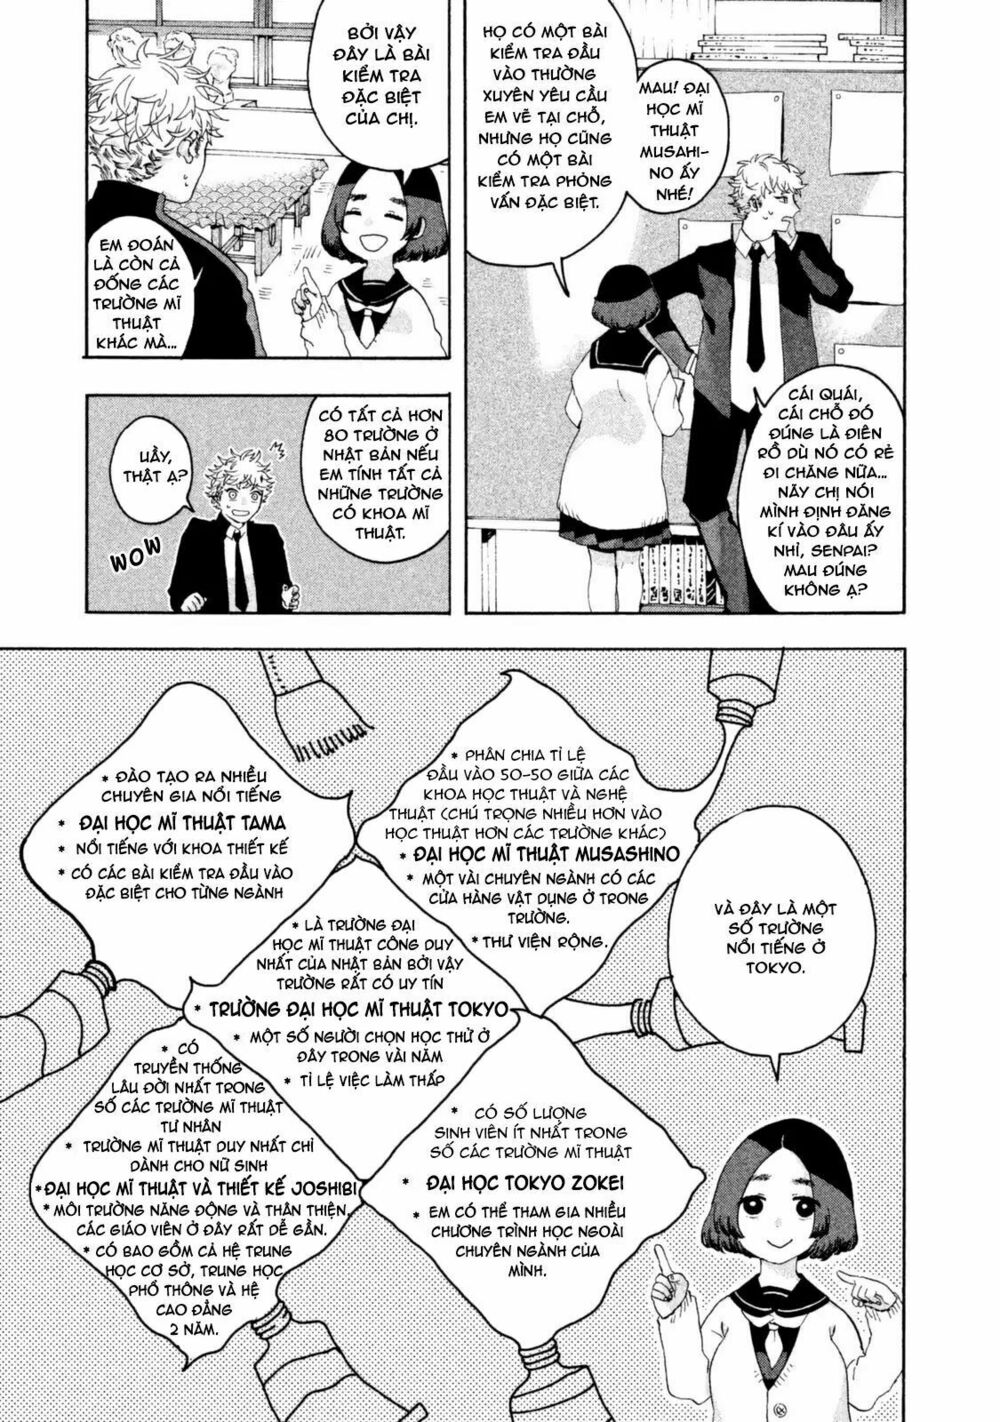 HỌ CÓ MỘT BÀI
KIỂM TRA ĐẦU
VÀO THƯỜNG
XUYÊN YÊU CẦU
EM VẼ TẠI CHỖ,
NHƯNG HỌ CŨNG
CÓ MỘT BÀI
KIỂM TRA PHỎNG
VẤN ĐẶC BIỆT.
MAU! ĐẠI
HỌC MĨ
THUẬT
MUSAHI-
NO ẤY
NHÉ!
CÁI QUÁI,
CÁI CHỖ ĐÓ
ĐÚNG LÀ ĐIÊN
RỒ DÙ NÓ CÓ RẺ
ĐI CHĂNG NỮA...
NÃY CHỊ NÓI
MÌNH ĐỊNH ĐĂNG
KÍ VÀO ĐÂU ẤY
NHỈ, SENPAI?
MAU ĐÚNG
KHÔNG Ạ?
BỞI VẬY
ĐÂY LÀ BÀI
KIỂM TRA
ĐẶC BIỆT
CỦA CHỊ.
EM ĐOÁN
LÀ CÒN CẢ
ĐỐNG CÁC
TRƯỜNG MĨ
THUẬT
KHÁC MÀ...
CÓ TẤT CẢ HƠN
80 TRƯỜNG Ở
NHẬT BẢN NẾU
EM TÍNH TẤT CẢ
NHỮNG TRƯỜNG
CÓ KHOA MĨ
THUẬT.
UẦY,
THẬT Ạ?
WOW
* PHÂN CHIA TỈ LỆ
ĐẦU VÀO 50-50 GIỮA CÁC
KHOA HỌC THUẬT VÀ NGHỆ
THUẬT (CHÚ TRỌNG NHIỀU HƠN VÀO
HỌC THUẬT HƠN CÁC TRƯỜNG KHÁC)
* ĐẠI HỌC MĨ THUẬT MUSASHINO
* MỘT VÀI CHUYÊN NGÀNH CÓ CÁC
CỬA HÀNG VẬT DỤNG Ở TRONG
TRƯỜNG.
* THƯ VIỆN RỘNG.
* ĐÀO TẠO RA NHIỀU
CHUYÊN GIA NỔI TIẾNG
* ĐẠI HỌC MĨ THUẬT TAMA
* NỔI TIẾNG VỚI KHOA THIẾT KẾ
* CÓ CÁC BÀI KIỂM TRA ĐẦU VÀO
ĐẶC BIỆT CHO TỪNG NGÀNH
VÀ ĐÂY LÀ MỘT
SỐ TRƯỜNG
NỔI TIẾNG Ở
TOKYO.
* LÀ TRƯỜNG ĐẠI
HỌC MĨ THUẬT CÔNG DUY
NHẤT CỦA NHẬT BẢN BỞI VẬY
TRƯỜNG RẤT CÓ UY TÍN
* TRƯỜNG ĐẠI HỌC MĨ THUẬT TOKYO
* MỘT SỐ NGƯỜI CHỌN HỌC THỬ Ở
ĐÂY TRONG VÀI NĂM
* TỈ LỆ VIỆC LÀM THẤP
* CÓ
TRUYỀN THỐNG
LÂU ĐỜI NHẤT TRONG
SỐ CÁC TRƯỜNG MĨ THUẬT
TƯ NHÂN
* TRƯỜNG MĨ THUẬT DUY NHẤT CHỈ
DÀNH CHO NỮ SINH
*ĐẠI HỌC MĨ THUẬT VÀ THIẾT KẾ JOSHIBI
* MÔI TRƯỜNG NĂNG ĐỘNG VÀ THÂN THIỆN,
CÁC GIÁO VIÊN Ở ĐÂY RẤT DỄ GẦN.
* CÓ BAO GỒM CẢ HỆ TRUNG
HỌC CƠ SỞ, TRUNG HỌC
PHỔ THÔNG VÀ HỆ
CAO ĐẲNG
2 NĂM.
* CÓ SỐ LƯỢNG
SINH VIÊN ÍT NHẤT TRONG
SỐ CÁC TRƯỜNG MĨ THUẬT
* ĐẠI HỌC TOKYO ZOKEI
* EM CÓ THỂ THAM GIA NHIỀU
CHƯƠNG TRÌNH HỌC NGOÀI
CHUYÊN NGÀNH CỦA
MÌNH.